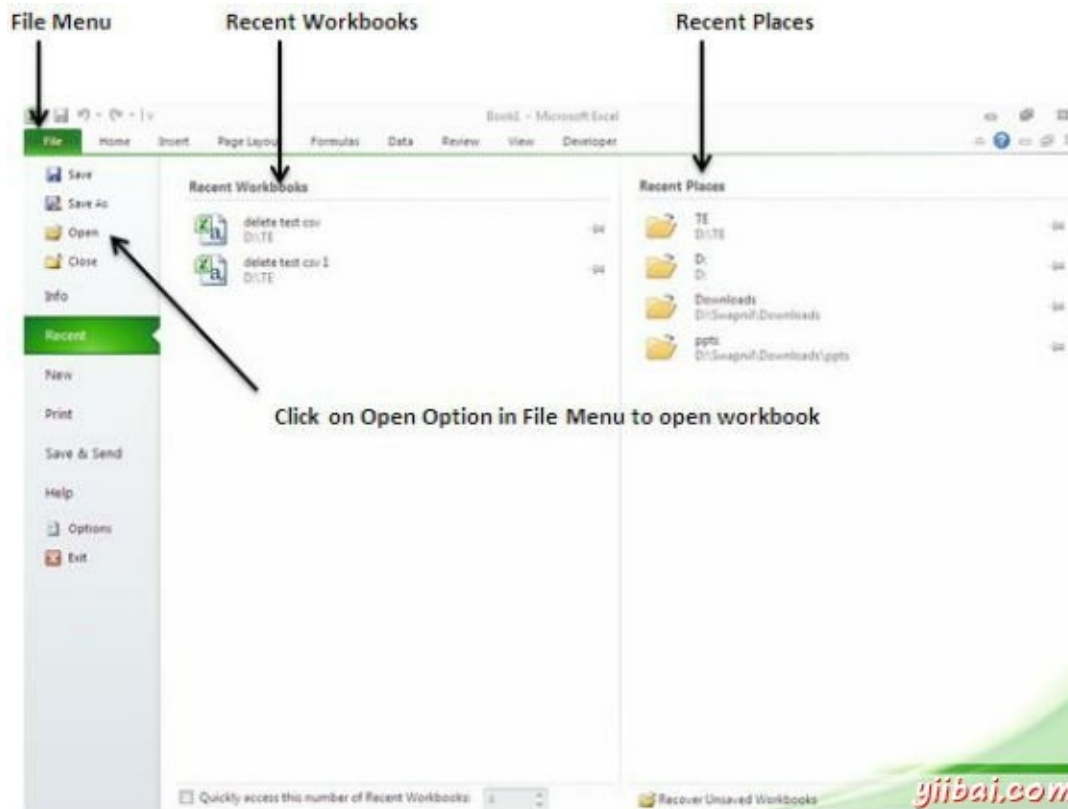 File Menu
Recent Workbooks
Recent Places
Book1 - Microsoft Excel
File Home Insert Page Layout Formulas Data Review View Developer
Save
Save As
Open
Close
Info
Recent
New
Print
Save & Send
Help
Options
Exit
Recent Workbooks
delete test csv
D:\TE
delete test csv 1
D:\TE
Recent Places
TE
D:\TE
D:
D:
Downloads
D:\Swapnil\Downloads
ppts
D:\Swapnil\Downloads\ppts
Click on Open Option in File Menu to open workbook
Quickly access this number of Recent Workbooks: 4
Recover Unsaved Workbooks
yiibai.com